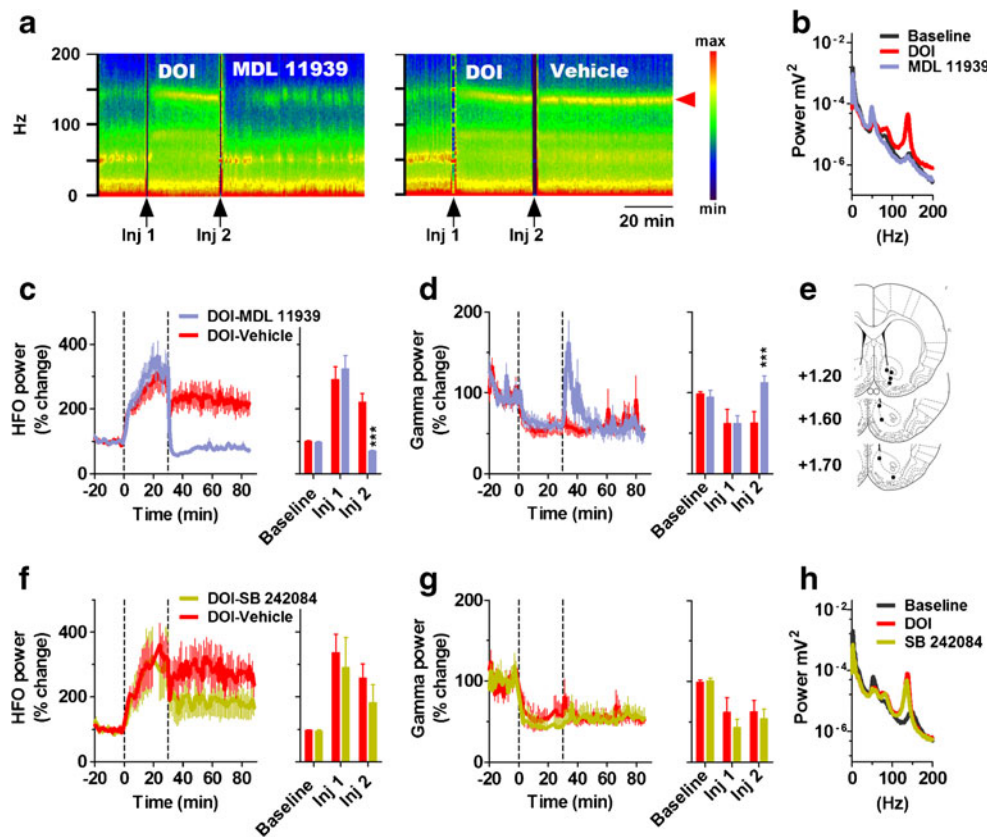 a
200
100
0
Hz
DOI
MDL 11939
Inj 1
Inj 2
DOI
Vehicle
Inj 1
Inj 2
20 min
max
min
b
Baseline
DOI
MDL 11939
Power mV²
10⁻²
10⁻⁴
10⁻⁶
0
100
200
(Hz)
c
DOI-MDL 11939
DOI-Vehicle
HFO power
(% change)
400
200
0
-20 0 20 40 60 80
Time (min)
***
Baseline
Inj 1
Inj 2
d
Gamma power
(% change)
200
100
0
-20 0 20 40 60 80
Time (min)
***
Baseline
Inj 1
Inj 2
e
+1.20
+1.60
+1.70
f
DOI-SB 242084
DOI-Vehicle
HFO power
(% change)
400
200
0
-20 0 20 40 60 80
Time (min)
Baseline
Inj 1
Inj 2
g
Gamma power
(% change)
200
100
0
-20 0 20 40 60 80
Time (min)
Baseline
Inj 1
Inj 2
h
Baseline
DOI
SB 242084
Power mV²
10⁻²
10⁻⁴
10⁻⁶
0
100
200
(Hz)